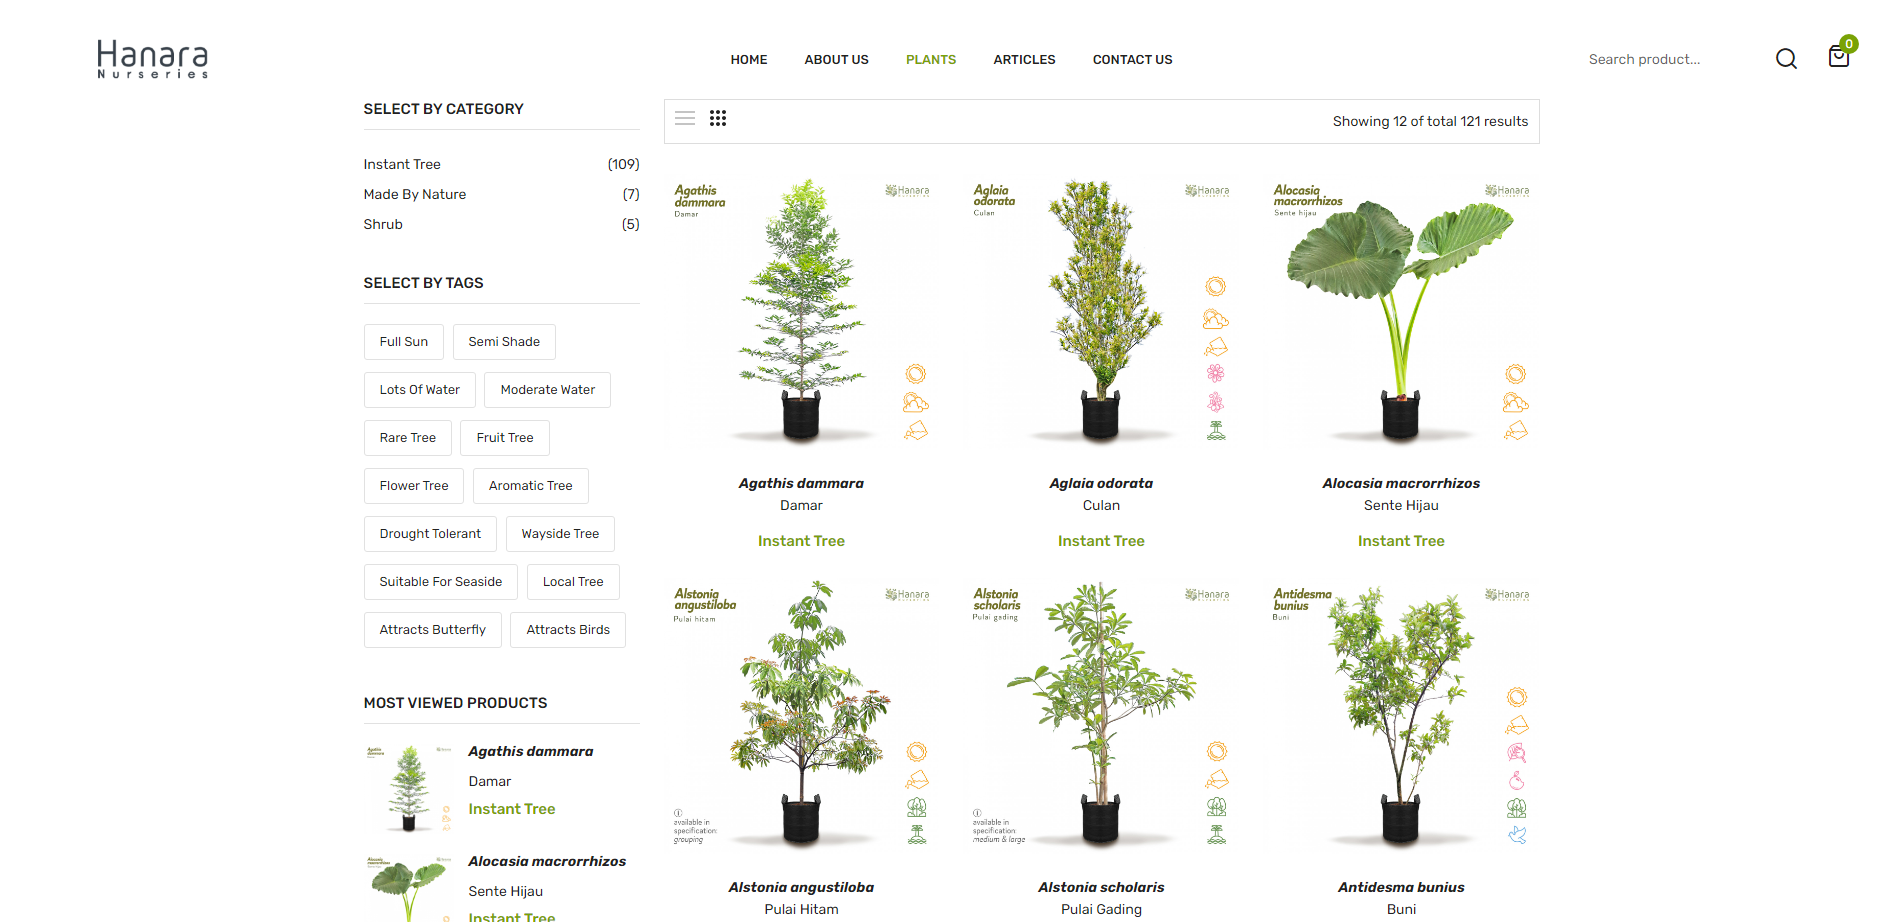 Hanara
Nurseries
HOME
ABOUT US
PLANTS
ARTICLES
CONTACT US
Search product...
0
SELECT BY CATEGORY
Instant Tree (109)
Made By Nature (7)
Shrub (5)
SELECT BY TAGS
Full Sun
Semi Shade
Lots Of Water
Moderate Water
Rare Tree
Fruit Tree
Flower Tree
Aromatic Tree
Drought Tolerant
Wayside Tree
Suitable For Seaside
Local Tree
Attracts Butterfly
Attracts Birds
MOST VIEWED PRODUCTS
Agathis dammara
Damar
Instant Tree
Alocasia macrorrhizos
Sente Hijau
Instant Tree
Showing 12 of total 121 results
Agathis
dammara
Damar
Hanara
Agathis dammara
Damar
Instant Tree
Aglaia
odorata
Culan
Hanara
Aglaia odorata
Culan
Instant Tree
Alocasia
macrorrhizos
Sente hijau
Hanara
Alocasia macrorrhizos
Sente Hijau
Instant Tree
Alstonia
angustiloba
Pulai hitam
Hanara
available in
specification:
grouping
Alstonia angustiloba
Pulai Hitam
Alstonia
scholaris
Pulai gading
Hanara
available in
specification:
medium & large
Alstonia scholaris
Pulai Gading
Antidesma
bunius
Buni
Hanara
Antidesma bunius
Buni